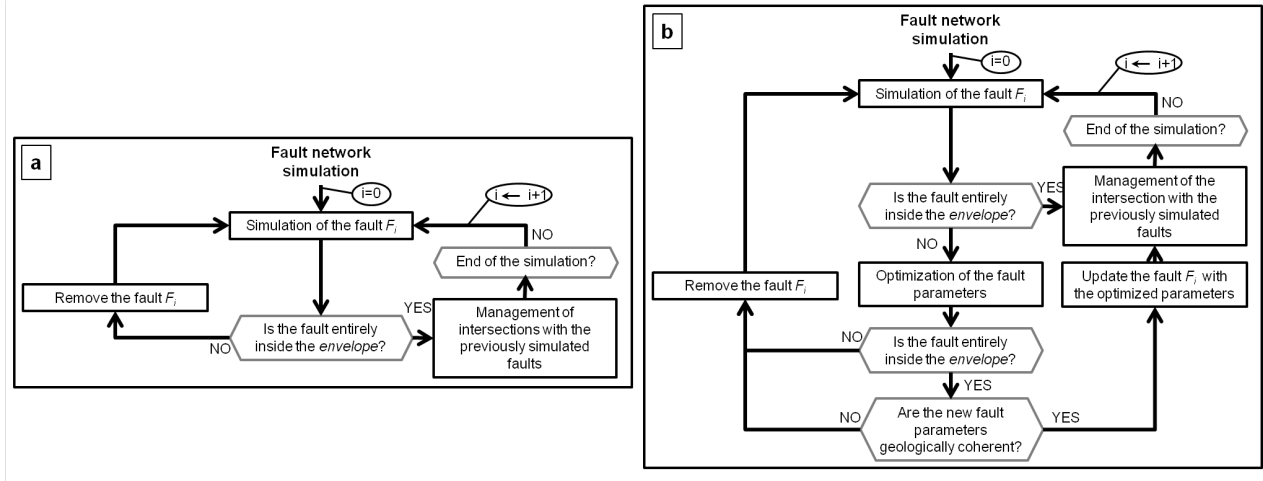 a
Fault network
simulation
i=0
i ← i+1
Simulation of the fault Fi
NO
End of the simulation?
Remove the fault Fi
YES
Management of
intersections with the
previously simulated
faults
Is the fault entirely
inside the envelope?
NO
b
Fault network
simulation
i=0
i ← i+1
Simulation of the fault Fi
NO
End of the simulation?
Is the fault entirely
inside the envelope?
YES
Management of the
intersection with the
previously simulated
faults
NO
Remove the fault Fi
Optimization of the fault
parameters
Update the fault Fi with
the optimized parameters
NO
Is the fault entirely
inside the envelope?
YES
NO
Are the new fault
parameters
geologically coherent?
YES